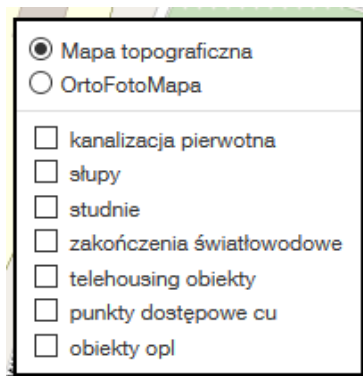 Mapa topograficzna
OrtoFotoMapa
kanalizacja pierwotna
słupy
studnie
zakończenia światłowodowe
telehousing obiekty
punkty dostępowe cu
obiekty opl